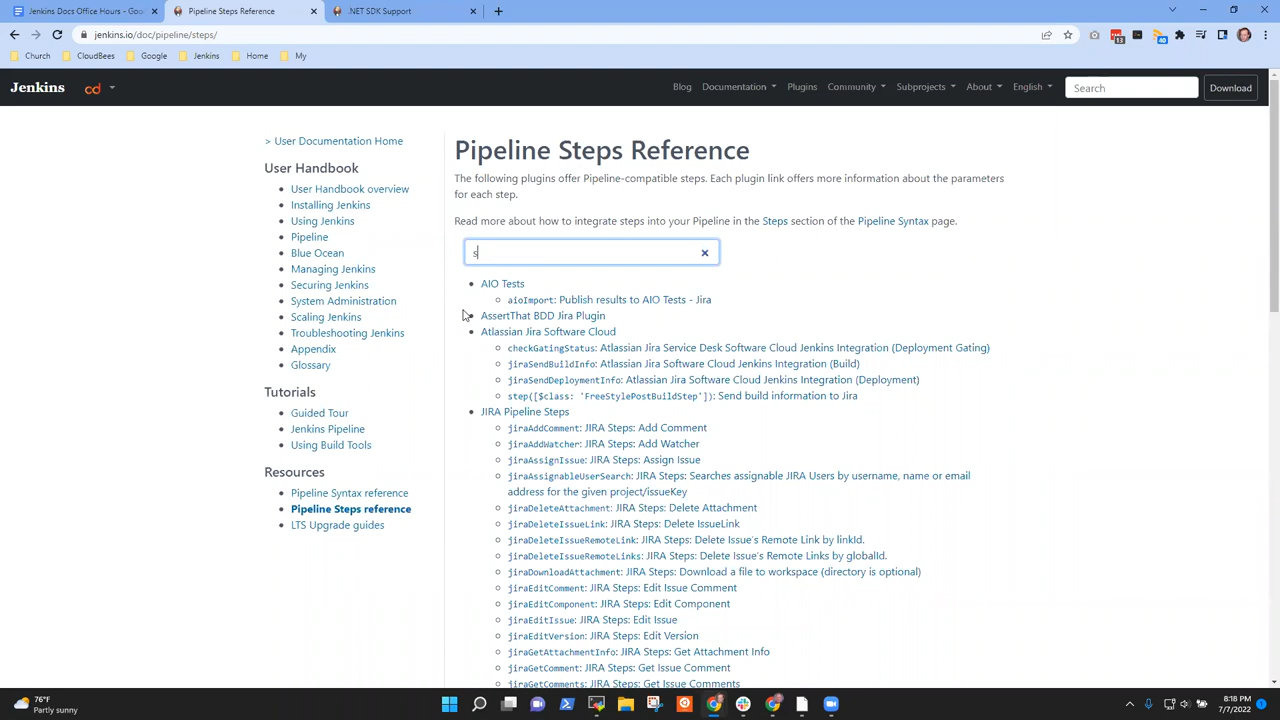 Jenkins Docs Office Hours - Goo
Pipeline Steps Reference
.NET SDK Support
jenkins.io/doc/pipeline/steps/
13
40
Church
CloudBees
Google
Jenkins
Home
My
Jenkins
cd
Blog
Documentation
Plugins
Community
Subprojects
About
English
Search
Download
> User Documentation Home
User Handbook
User Handbook overview
Installing Jenkins
Using Jenkins
Pipeline
Blue Ocean
Managing Jenkins
Securing Jenkins
System Administration
Scaling Jenkins
Troubleshooting Jenkins
Appendix
Glossary
Tutorials
Guided Tour
Jenkins Pipeline
Using Build Tools
Resources
Pipeline Syntax reference
Pipeline Steps reference
LTS Upgrade guides
Pipeline Steps Reference
The following plugins offer Pipeline-compatible steps. Each plugin link offers more information about the parameters
for each step.
Read more about how to integrate steps into your Pipeline in the Steps section of the Pipeline Syntax page.
s
AIO Tests
aioImport: Publish results to AIO Tests - Jira
AssertThat BDD Jira Plugin
Atlassian Jira Software Cloud
checkGatingStatus: Atlassian Jira Service Desk Software Cloud Jenkins Integration (Deployment Gating)
jiraSendBuildInfo: Atlassian Jira Software Cloud Jenkins Integration (Build)
jiraSendDeploymentInfo: Atlassian Jira Software Cloud Jenkins Integration (Deployment)
step([$class: 'FreeStylePostBuildStep']): Send build information to Jira
JIRA Pipeline Steps
jiraAddComment: JIRA Steps: Add Comment
jiraAddWatcher: JIRA Steps: Add Watcher
jiraAssignIssue: JIRA Steps: Assign Issue
jiraAssignableUserSearch: JIRA Steps: Searches assignable JIRA Users by username, name or email
address for the given project/issueKey
jiraDeleteAttachment: JIRA Steps: Delete Attachment
jiraDeleteIssueLink: JIRA Steps: Delete IssueLink
jiraDeleteIssueRemoteLink: JIRA Steps: Delete Issue's Remote Link by linkId.
jiraDeleteIssueRemoteLinks: JIRA Steps: Delete Issue's Remote Links by globalId.
jiraDownloadAttachment: JIRA Steps: Download a file to workspace (directory is optional)
jiraEditComment: JIRA Steps: Edit Issue Comment
jiraEditComponent: JIRA Steps: Edit Component
jiraEditIssue: JIRA Steps: Edit Issue
jiraEditVersion: JIRA Steps: Edit Version
jiraGetAttachmentInfo: JIRA Steps: Get Attachment Info
jiraGetComment: JIRA Steps: Get Issue Comment
jiraGetComments: JIRA Steps: Get Issue Comments
76°F
Partly sunny
8:18 PM
7/7/2022